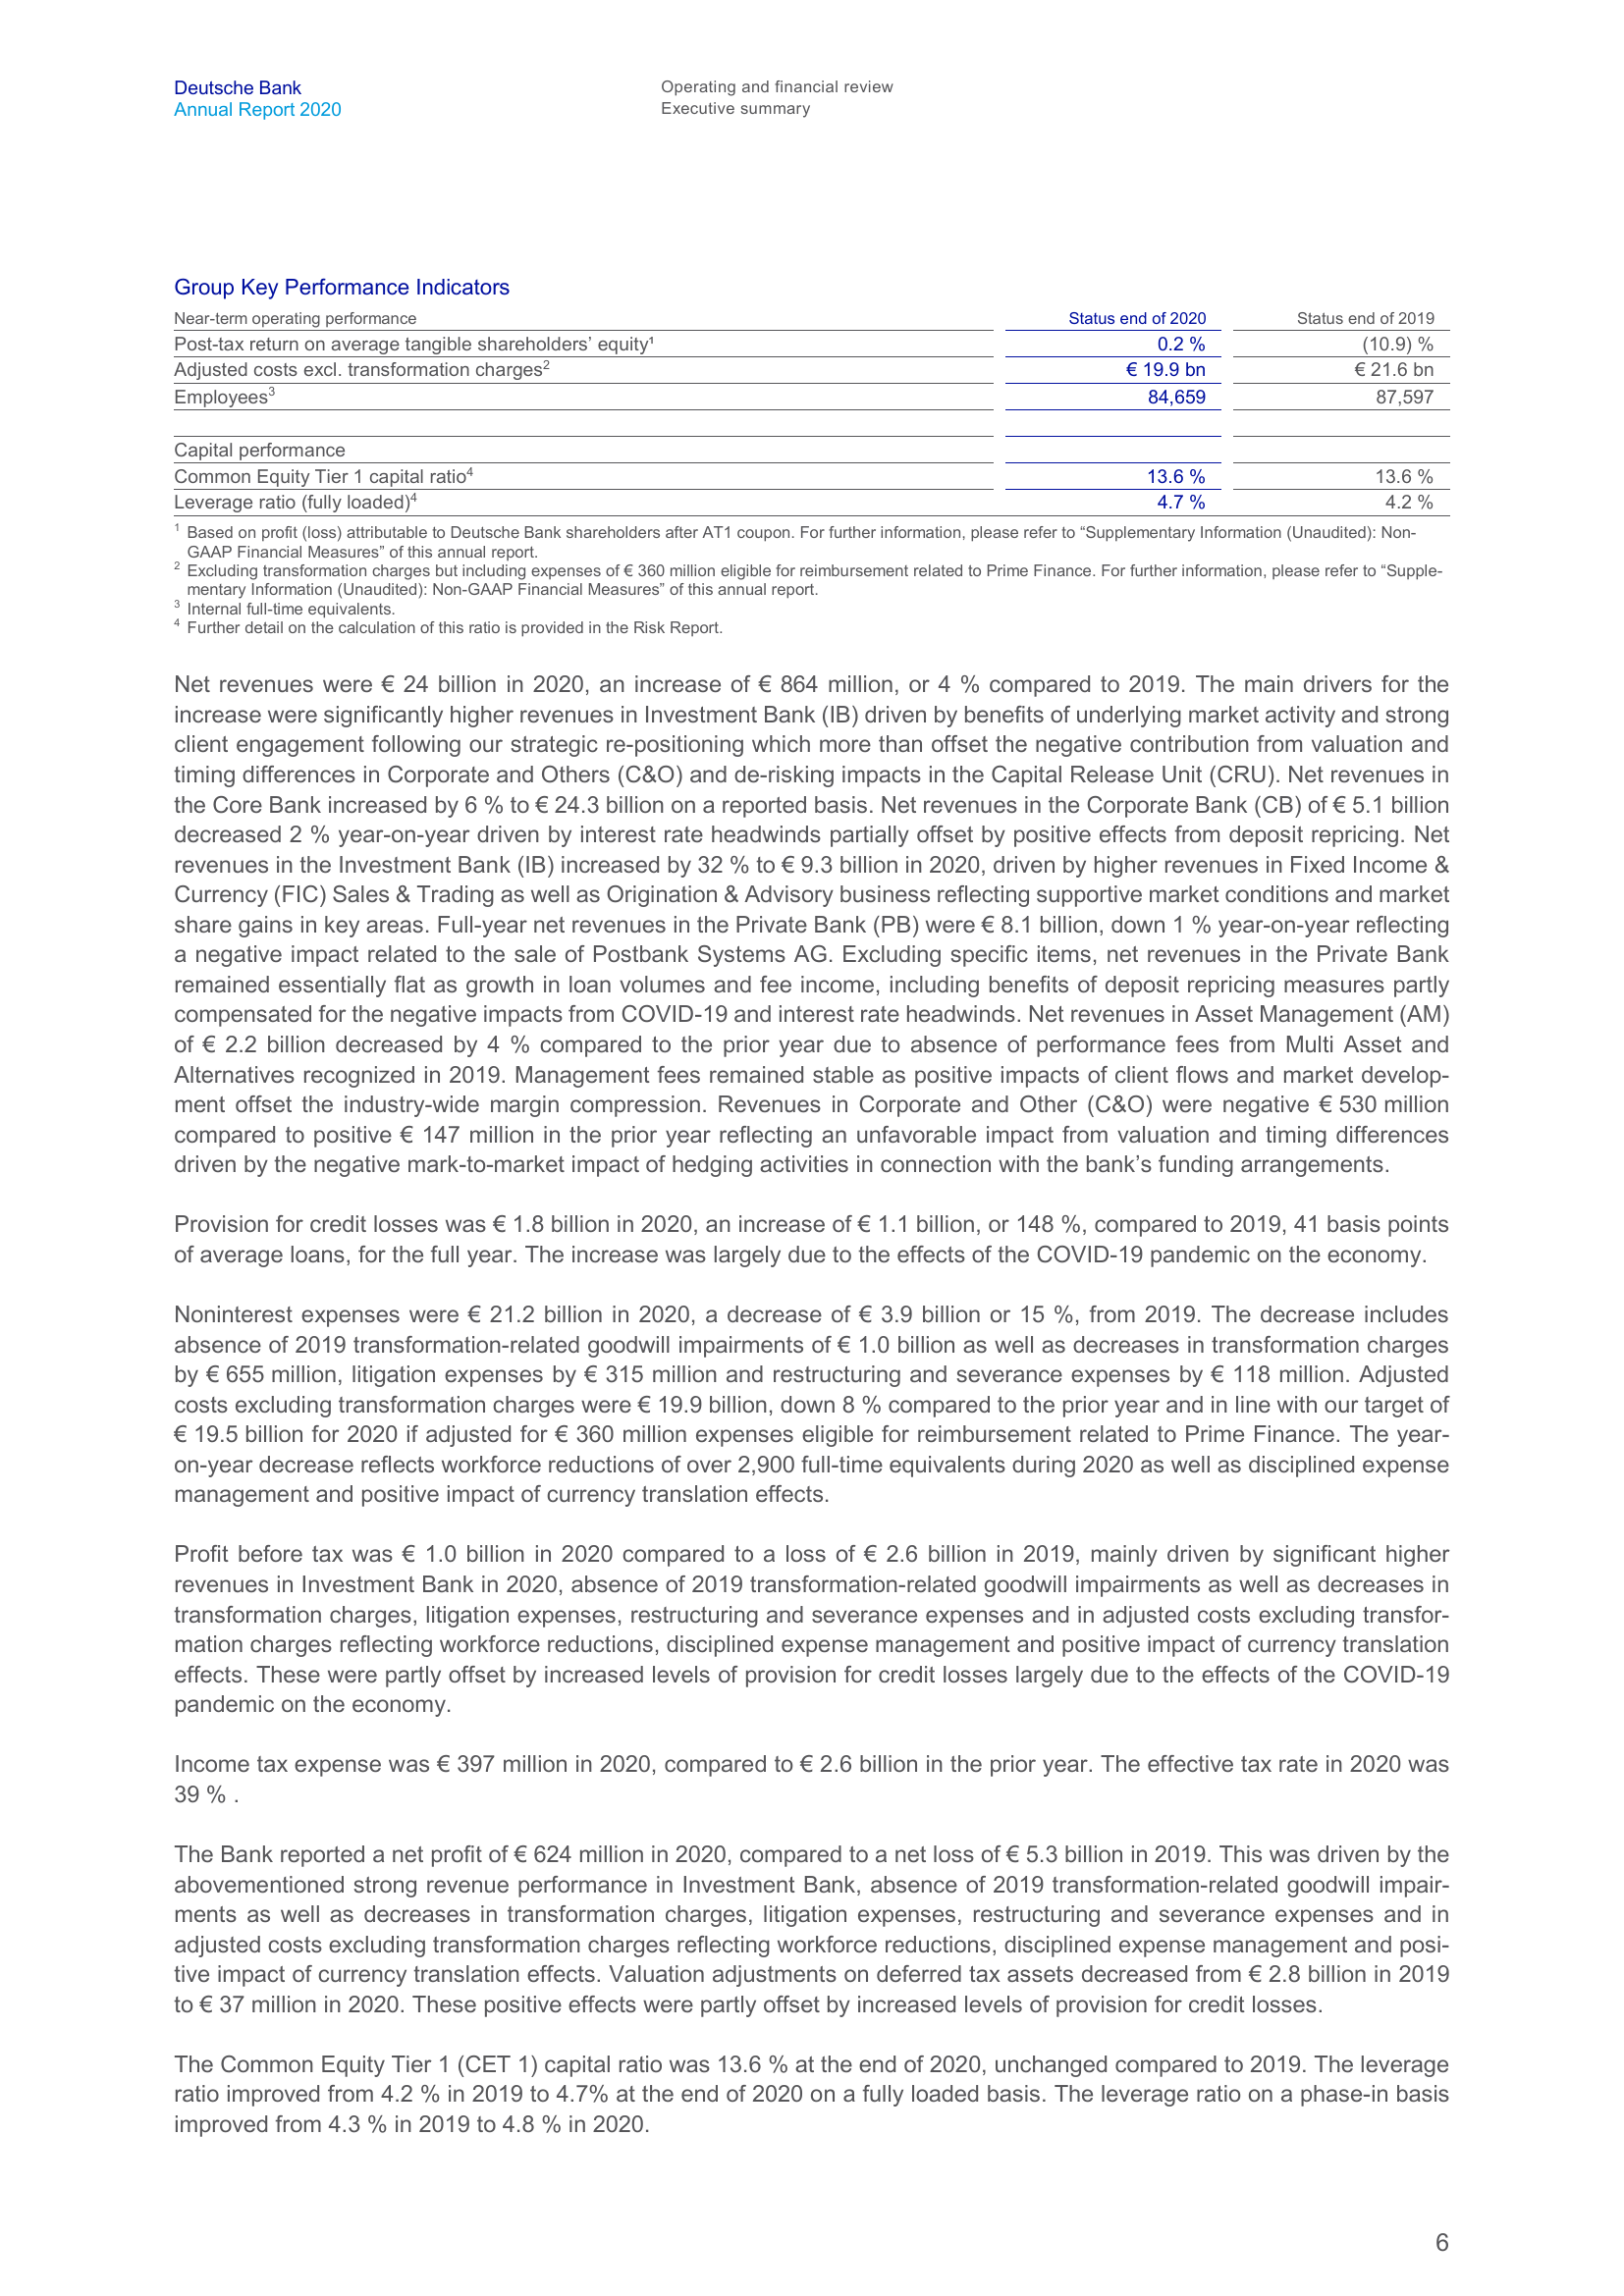 Deutsche Bank
Annual Report 2020
Operating and financial review
Executive summary
Group Key Performance Indicators
Near-term operating performance Status end of 2020 Status end of 2019
Post-tax return on average tangible shareholders’ equity¹ 0.2 % (10.9) %
Adjusted costs excl. transformation charges² € 19.9 bn € 21.6 bn
Employees³ 84,659 87,597
Capital performance
Common Equity Tier 1 capital ratio⁴ 13.6 % 13.6 %
Leverage ratio (fully loaded)⁴ 4.7 % 4.2 %
¹ Based on profit (loss) attributable to Deutsche Bank shareholders after AT1 coupon. For further information, please refer to “Supplementary Information (Unaudited): Non-
GAAP Financial Measures” of this annual report.
² Excluding transformation charges but including expenses of € 360 million eligible for reimbursement related to Prime Finance. For further information, please refer to “Supple-
mentary Information (Unaudited): Non-GAAP Financial Measures” of this annual report.
³ Internal full-time equivalents.
⁴ Further detail on the calculation of this ratio is provided in the Risk Report.
Net revenues were € 24 billion in 2020, an increase of € 864 million, or 4 % compared to 2019. The main drivers for the
increase were significantly higher revenues in Investment Bank (IB) driven by benefits of underlying market activity and strong
client engagement following our strategic re-positioning which more than offset the negative contribution from valuation and
timing differences in Corporate and Others (C&O) and de-risking impacts in the Capital Release Unit (CRU). Net revenues in
the Core Bank increased by 6 % to € 24.3 billion on a reported basis. Net revenues in the Corporate Bank (CB) of € 5.1 billion
decreased 2 % year-on-year driven by interest rate headwinds partially offset by positive effects from deposit repricing. Net
revenues in the Investment Bank (IB) increased by 32 % to € 9.3 billion in 2020, driven by higher revenues in Fixed Income &
Currency (FIC) Sales & Trading as well as Origination & Advisory business reflecting supportive market conditions and market
share gains in key areas. Full-year net revenues in the Private Bank (PB) were € 8.1 billion, down 1 % year-on-year reflecting
a negative impact related to the sale of Postbank Systems AG. Excluding specific items, net revenues in the Private Bank
remained essentially flat as growth in loan volumes and fee income, including benefits of deposit repricing measures partly
compensated for the negative impacts from COVID-19 and interest rate headwinds. Net revenues in Asset Management (AM)
of € 2.2 billion decreased by 4 % compared to the prior year due to absence of performance fees from Multi Asset and
Alternatives recognized in 2019. Management fees remained stable as positive impacts of client flows and market develop-
ment offset the industry-wide margin compression. Revenues in Corporate and Other (C&O) were negative € 530 million
compared to positive € 147 million in the prior year reflecting an unfavorable impact from valuation and timing differences
driven by the negative mark-to-market impact of hedging activities in connection with the bank’s funding arrangements.
Provision for credit losses was € 1.8 billion in 2020, an increase of € 1.1 billion, or 148 %, compared to 2019, 41 basis points
of average loans, for the full year. The increase was largely due to the effects of the COVID-19 pandemic on the economy.
Noninterest expenses were € 21.2 billion in 2020, a decrease of € 3.9 billion or 15 %, from 2019. The decrease includes
absence of 2019 transformation-related goodwill impairments of € 1.0 billion as well as decreases in transformation charges
by € 655 million, litigation expenses by € 315 million and restructuring and severance expenses by € 118 million. Adjusted
costs excluding transformation charges were € 19.9 billion, down 8 % compared to the prior year and in line with our target of
€ 19.5 billion for 2020 if adjusted for € 360 million expenses eligible for reimbursement related to Prime Finance. The year-
on-year decrease reflects workforce reductions of over 2,900 full-time equivalents during 2020 as well as disciplined expense
management and positive impact of currency translation effects.
Profit before tax was € 1.0 billion in 2020 compared to a loss of € 2.6 billion in 2019, mainly driven by significant higher
revenues in Investment Bank in 2020, absence of 2019 transformation-related goodwill impairments as well as decreases in
transformation charges, litigation expenses, restructuring and severance expenses and in adjusted costs excluding transfor-
mation charges reflecting workforce reductions, disciplined expense management and positive impact of currency translation
effects. These were partly offset by increased levels of provision for credit losses largely due to the effects of the COVID-19
pandemic on the economy.
Income tax expense was € 397 million in 2020, compared to € 2.6 billion in the prior year. The effective tax rate in 2020 was
39 % .
The Bank reported a net profit of € 624 million in 2020, compared to a net loss of € 5.3 billion in 2019. This was driven by the
abovementioned strong revenue performance in Investment Bank, absence of 2019 transformation-related goodwill impair-
ments as well as decreases in transformation charges, litigation expenses, restructuring and severance expenses and in
adjusted costs excluding transformation charges reflecting workforce reductions, disciplined expense management and posi-
tive impact of currency translation effects. Valuation adjustments on deferred tax assets decreased from € 2.8 billion in 2019
to € 37 million in 2020. These positive effects were partly offset by increased levels of provision for credit losses.
The Common Equity Tier 1 (CET 1) capital ratio was 13.6 % at the end of 2020, unchanged compared to 2019. The leverage
ratio improved from 4.2 % in 2019 to 4.7% at the end of 2020 on a fully loaded basis. The leverage ratio on a phase-in basis
improved from 4.3 % in 2019 to 4.8 % in 2020.
6